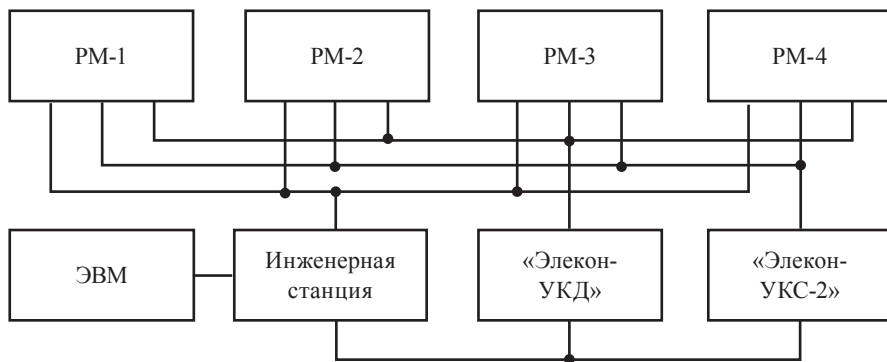 РМ-1
РМ-2
РМ-3
РМ-4
ЭВМ
Инженерная
станция
«Элекон-
УКД»
«Элекон-
УКС-2»